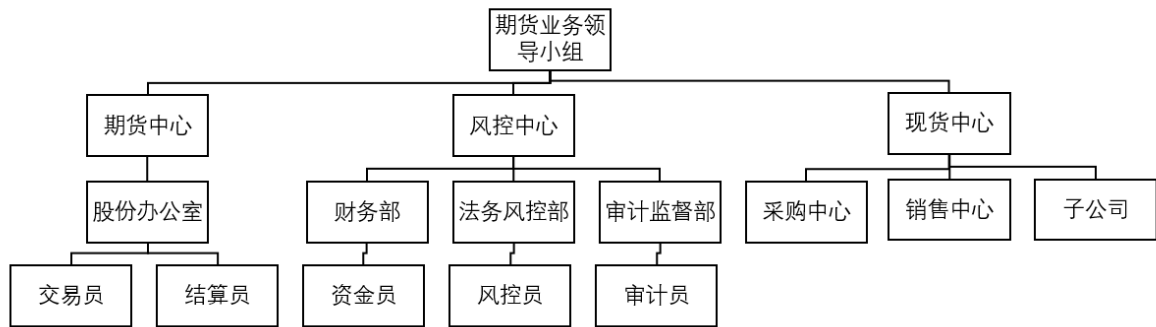 期货业务领
导小组
期货中心
风控中心
现货中心
股份办公室
财务部
法务风控部
审计监督部
采购中心
销售中心
子公司
交易员
结算员
资金员
风控员
审计员